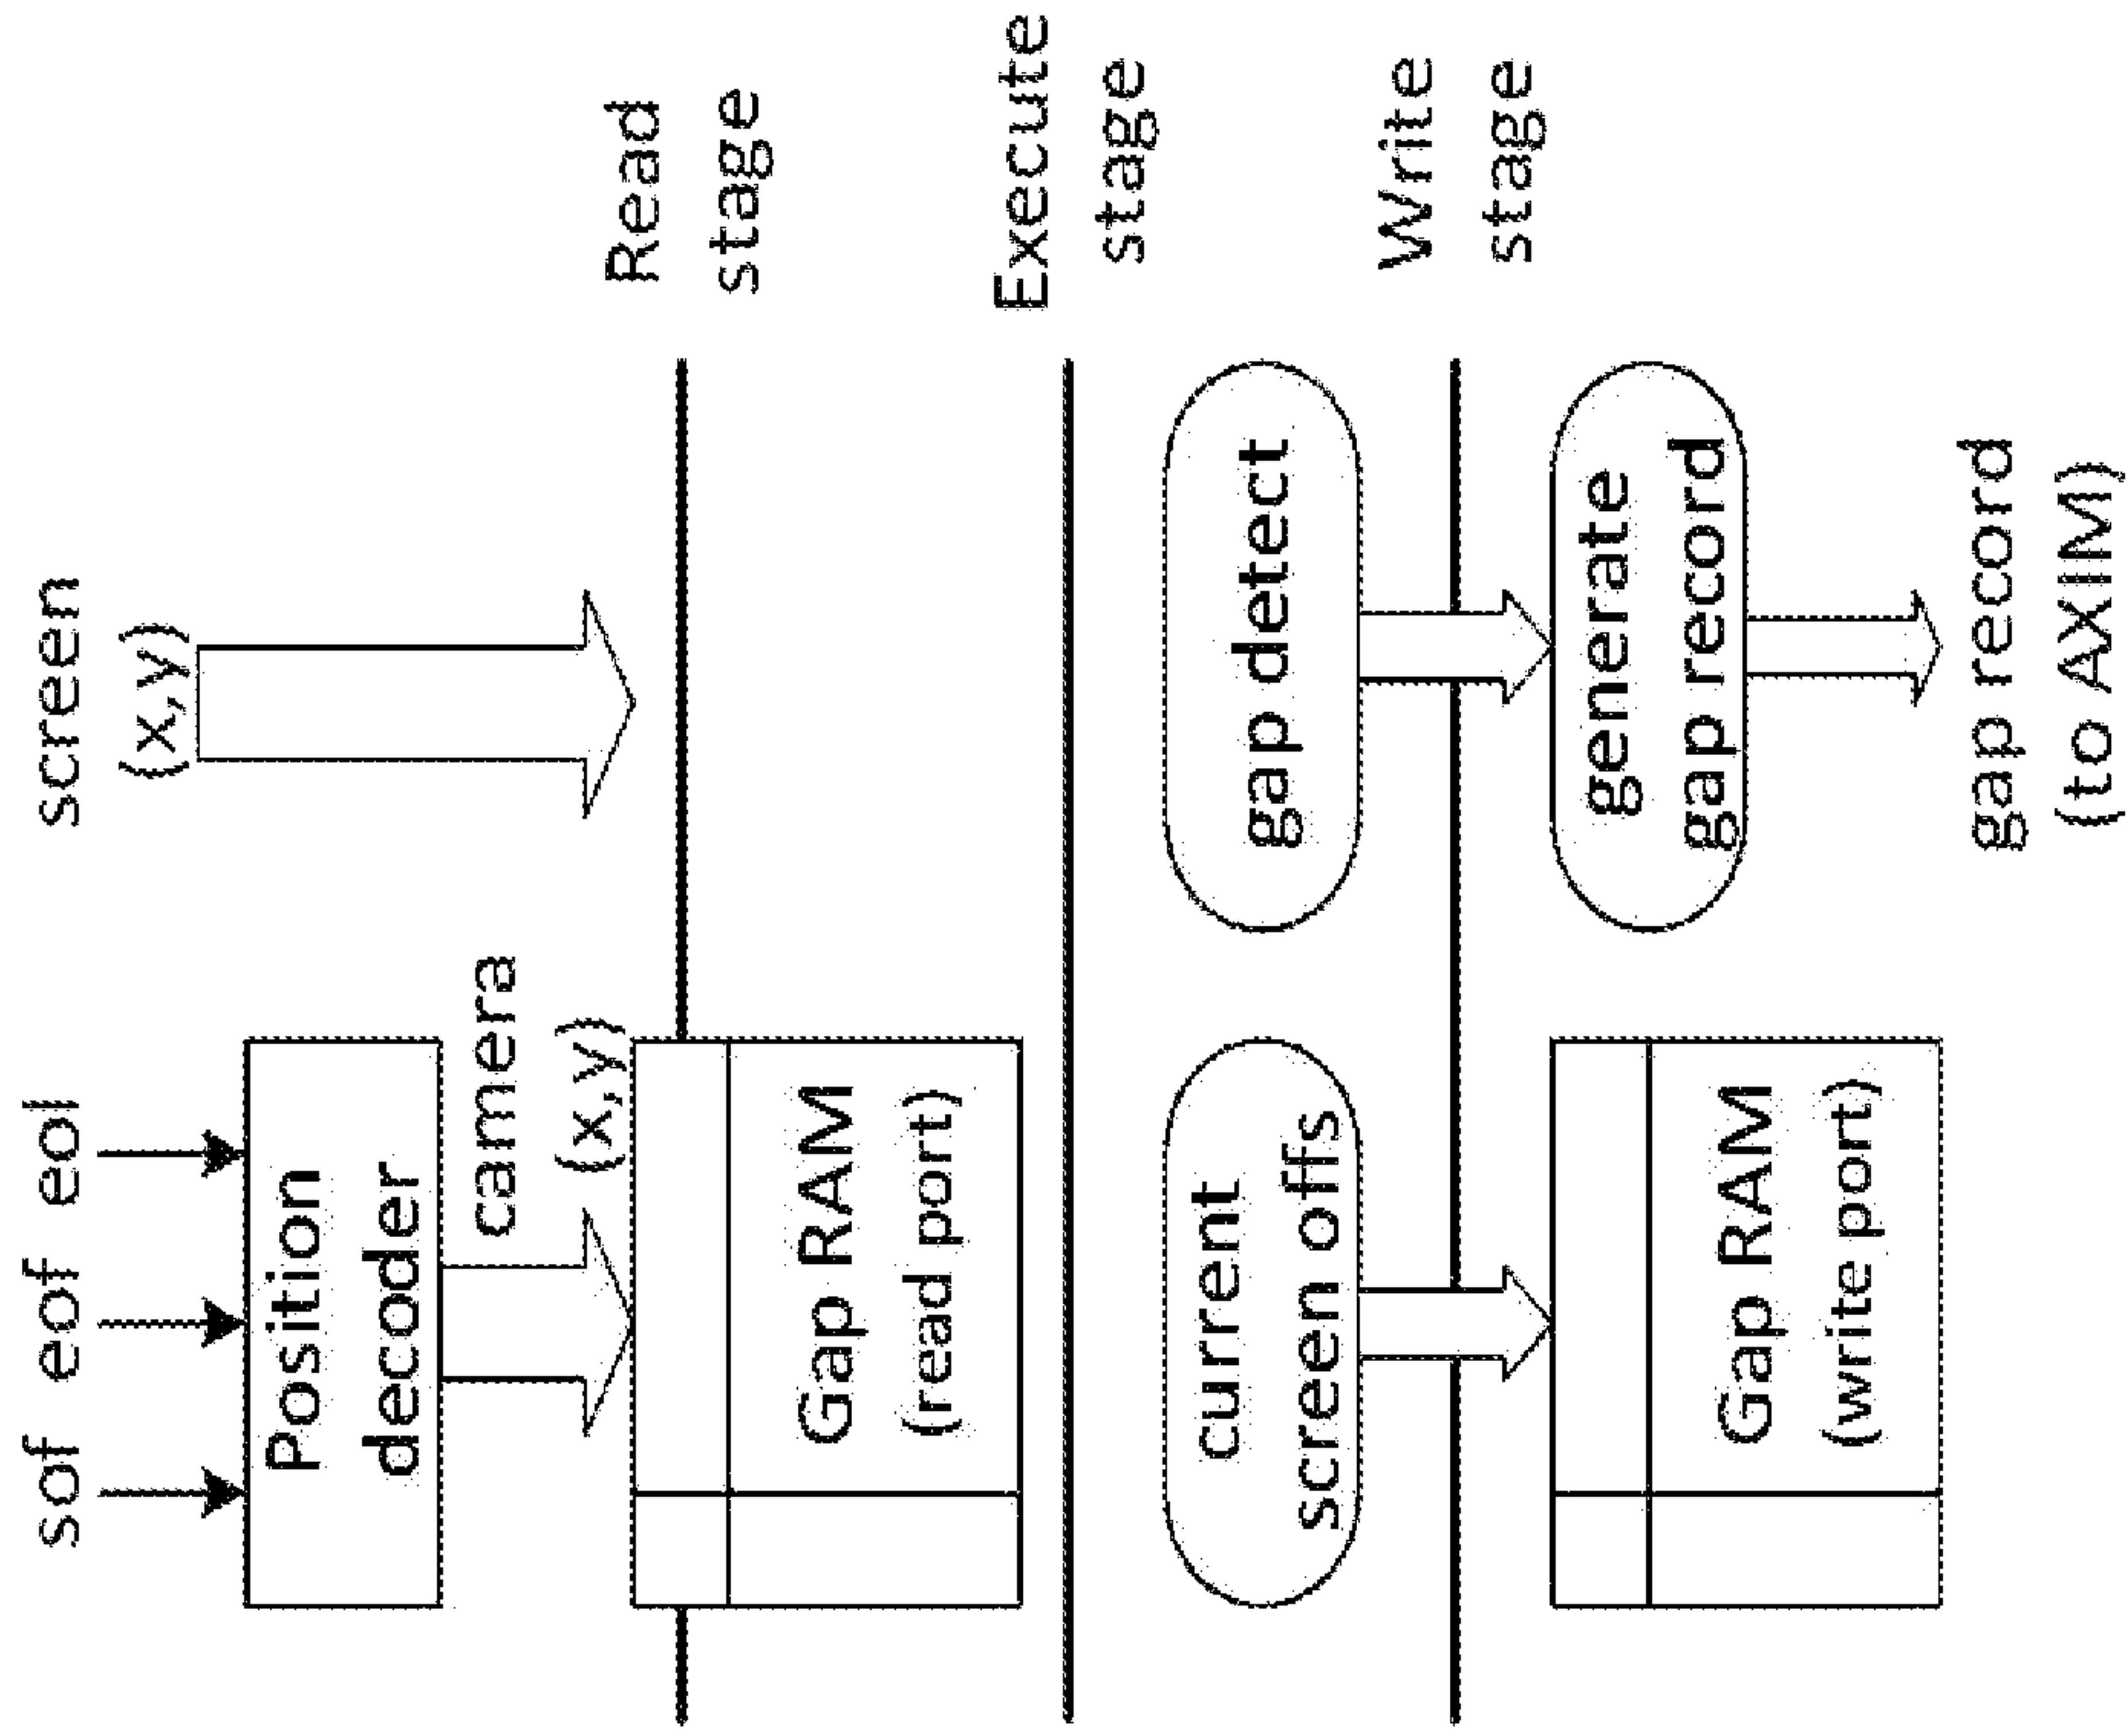 sof eof eol
screen
(x,y)
Position
decoder
camera
(x,y)
Read
stage
Gap RAM
(read port)
Execute
stage
current
screen offs
gap detect
Write
stage
Gap RAM
(write port)
generate
gap record
gap record
(to AXIM)